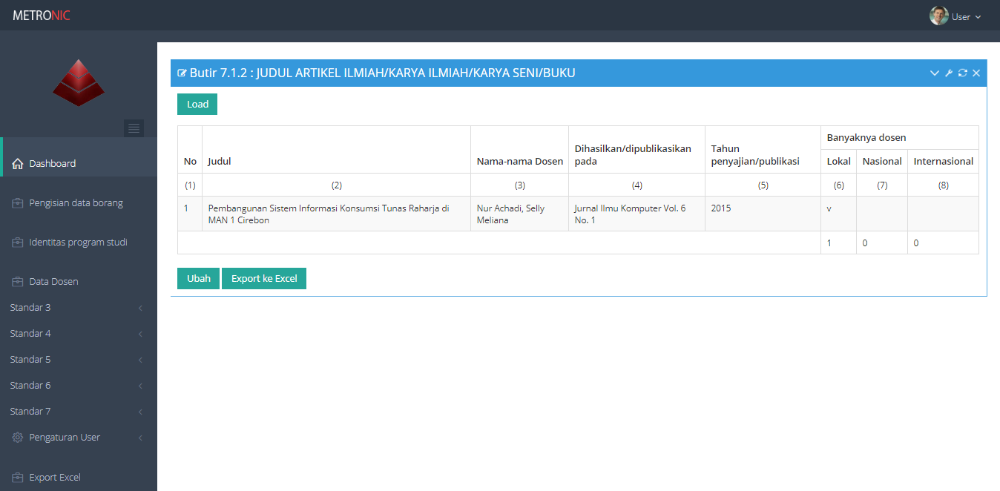 METRONIC
User
Dashboard
Pengisian data borang
Identitas program studi
Data Dosen
Standar 3
Standar 4
Standar 5
Standar 6
Standar 7
Pengaturan User
Export Excel
Butir 7.1.2 : JUDUL ARTIKEL ILMIAH/KARYA ILMIAH/KARYA SENI/BUKU
Load
No Judul Nama-nama Dosen Dihasilkan/dipublikasikan pada Tahun penyajian/publikasi Banyaknya dosen
Lokal Nasional Internasional
(1) (2) (3) (4) (5) (6) (7) (8)
1 Pembangunan Sistem Informasi Konsumsi Tunas Raharja di Nur Achadi, Selly Jurnal Ilmu Komputer Vol. 6 2015 v
MAN 1 Cirebon Meliana No. 1
1 0 0
Ubah Export ke Excel